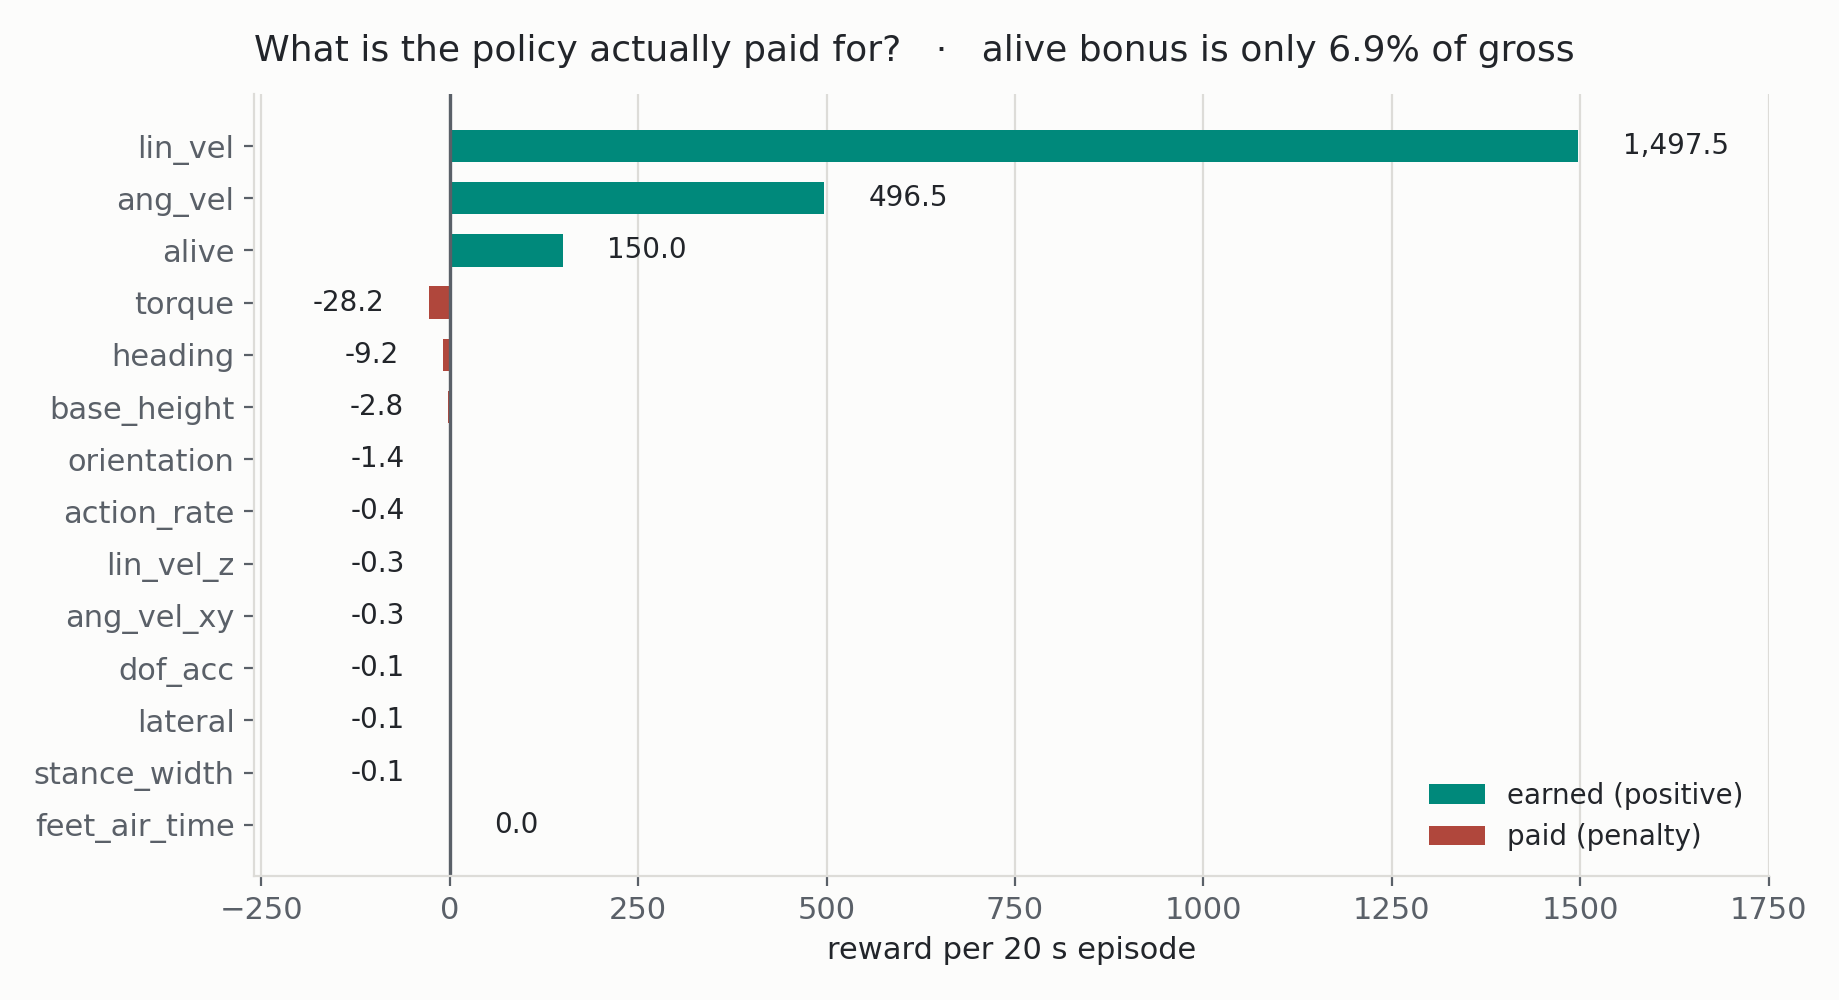 What is the policy actually paid for? · alive bonus is only 6.9% of gross
lin_vel 1,497.5
ang_vel 496.5
alive 150.0
torque -28.2
heading -9.2
base_height -2.8
orientation -1.4
action_rate -0.4
lin_vel_z -0.3
ang_vel_xy -0.3
dof_acc -0.1
lateral -0.1
stance_width -0.1
feet_air_time 0.0
earned (positive)
paid (penalty)
−250 0 250 500 750 1000 1250 1500 1750
reward per 20 s episode